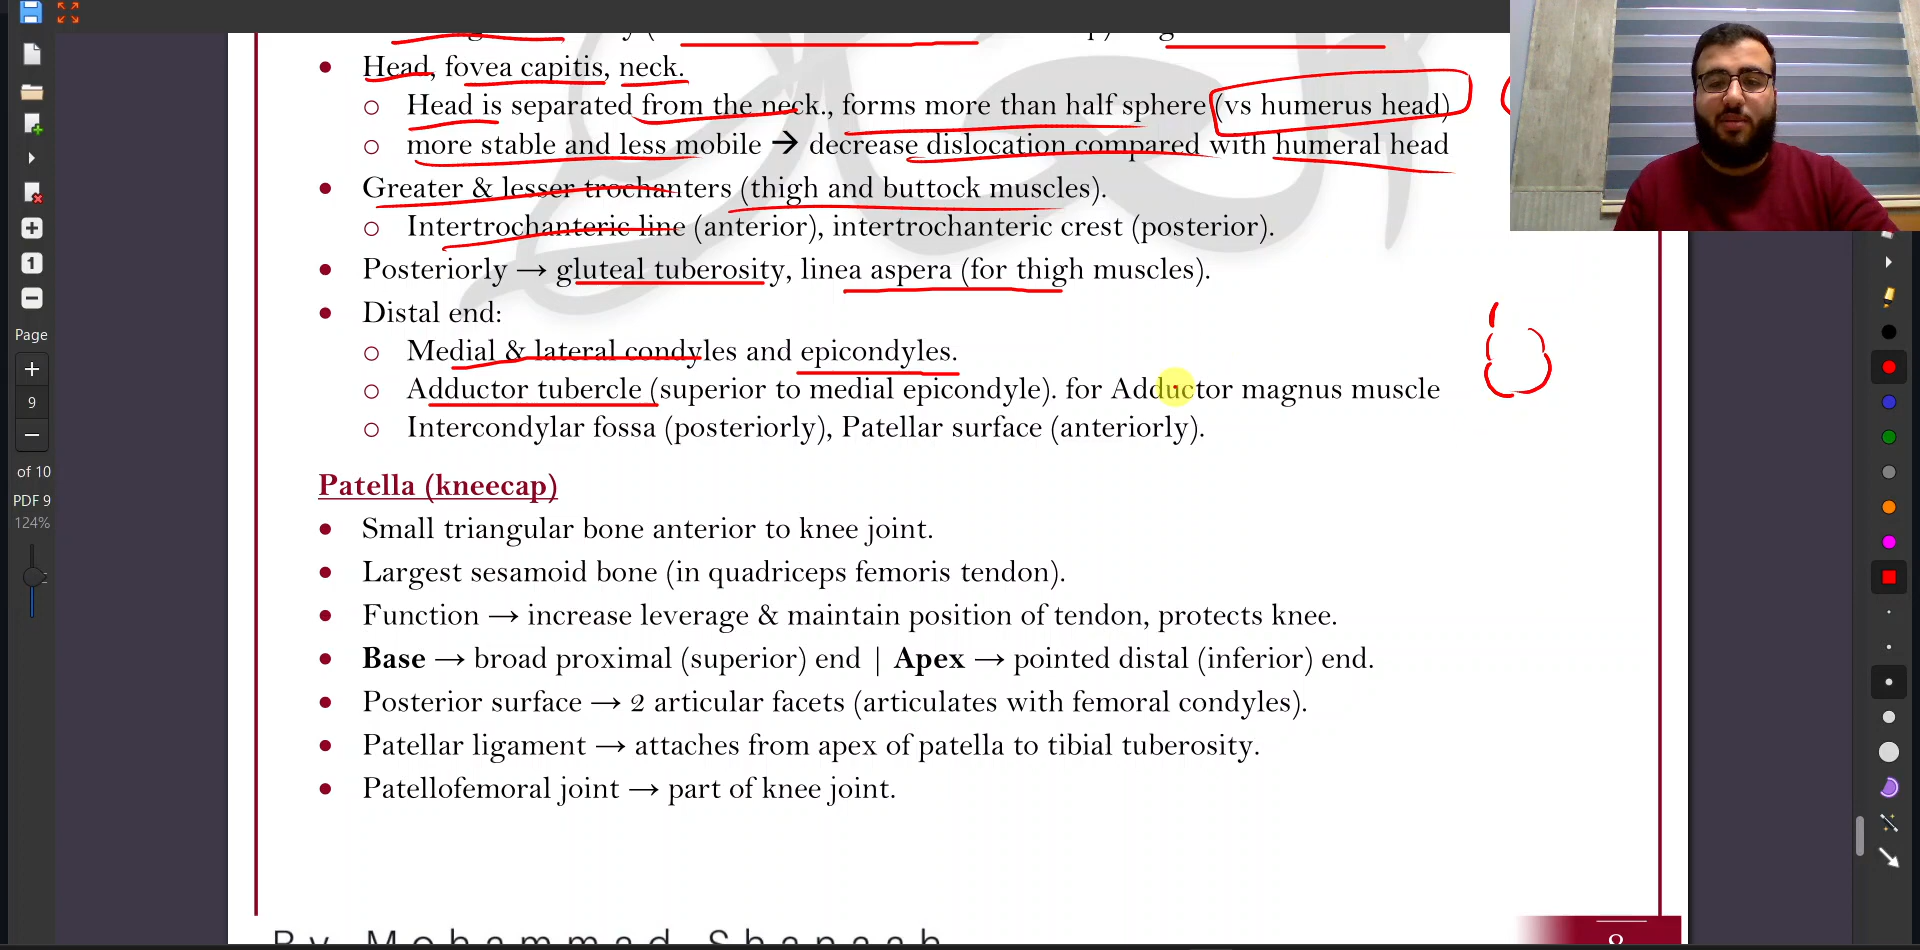 Head, fovea capitis, neck.
Head is separated from the neck., forms more than half sphere (vs humerus head)
more stable and less mobile → decrease dislocation compared with humeral head
Greater & lesser trochanters (thigh and buttock muscles).
Intertrochanteric line (anterior), intertrochanteric crest (posterior).
Posteriorly → gluteal tuberosity, linea aspera (for thigh muscles).
Distal end:
Medial & lateral condyles and epicondyles.
Adductor tubercle (superior to medial epicondyle). for Adductor magnus muscle
Intercondylar fossa (posteriorly), Patellar surface (anteriorly).
Patella (kneecap)
Small triangular bone anterior to knee joint.
Largest sesamoid bone (in quadriceps femoris tendon).
Function → increase leverage & maintain position of tendon, protects knee.
Base → broad proximal (superior) end | Apex → pointed distal (inferior) end.
Posterior surface → 2 articular facets (articulates with femoral condyles).
Patellar ligament → attaches from apex of patella to tibial tuberosity.
Patellofemoral joint → part of knee joint.
1
Page
9
of 10
PDF 9
124%